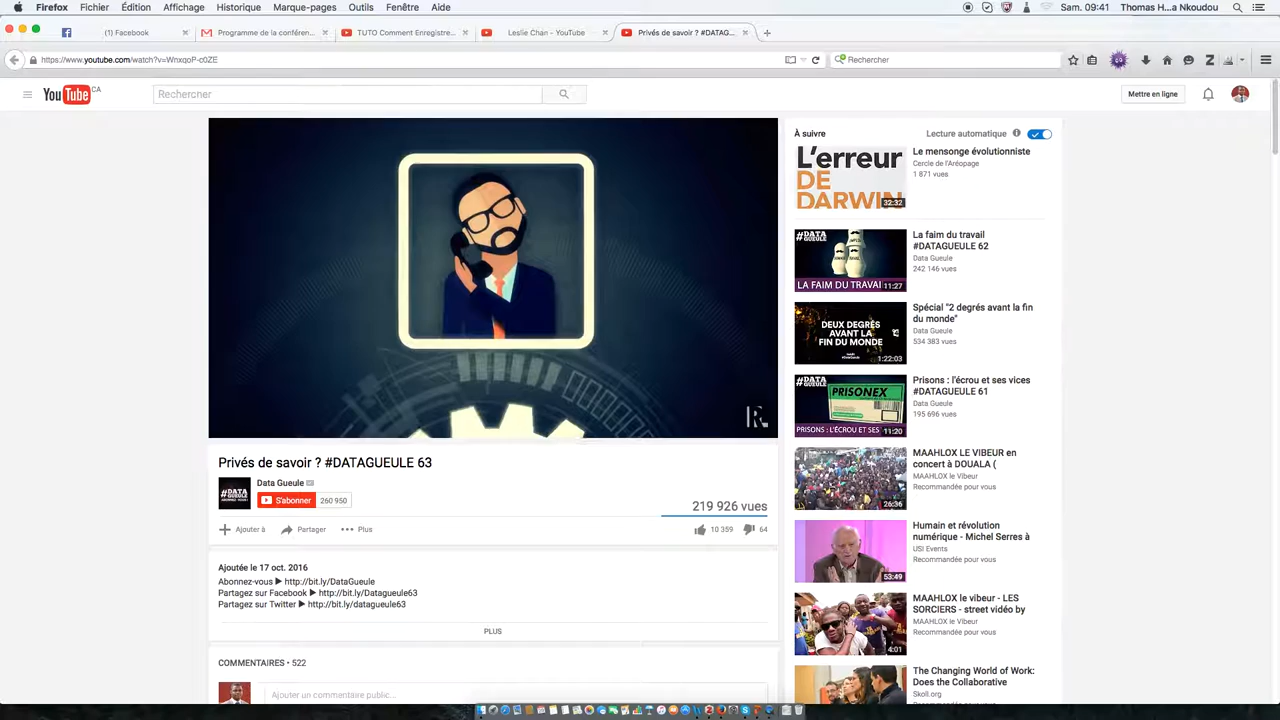 Firefox Fichier Édition Affichage Historique Marque-pages Outils Fenêtre Aide Sam. 09:41 Thomas H...a Nkoudou
(1) Facebook Programme de la conféren... TUTO Comment Enregistre... Leslie Chan - YouTube Privés de savoir ? #DATAG...
Rechercher
YouTube CA
Rechercher
Mettre en ligne
À suivre Lecture automatique
L'erreur
DE
DARWIN
32:32
Le mensonge évolutionniste
Cercle de l'Aréopage
1 871 vues
#DATA GUEULE
LA FAIM DU TRAVAI 11:27
La faim du travail
#DATAGUEULE 62
Data Gueule
242 146 vues
DEUX DEGRÉS
AVANT LA
FIN DU MONDE
1:22:03
Spécial "2 degrés avant la fin
du monde"
Data Gueule
534 383 vues
PRISONEX
PRISONS : L'ÉCROU ET SES 11:20
Prisons : l'écrou et ses vices
#DATAGUEULE 61
Data Gueule
195 696 vues
26:36
MAAHLOX LE VIBEUR en
concert à DOUALA (
MAAHLOX le Vibeur
Recommandée pour vous
53:49
Humain et révolution
numérique - Michel Serres à
USI Events
Recommandée pour vous
4:01
MAAHLOX le vibeur - LES
SORCIERS - street vidéo by
MAAHLOX le Vibeur
Recommandée pour vous
The Changing World of Work:
Does the Collaborative
Skoll.org
Privés de savoir ? #DATAGUEULE 63
Data Gueule
S'abonner 260 950
219 926 vues
Ajouter à Partager Plus 10 359 64
Ajoutée le 17 oct. 2016
Abonnez-vous ► http://bit.ly/DataGueule
Partagez sur Facebook ► http://bit.ly/Datagueule63
Partagez sur Twitter ► http://bit.ly/datagueule63
PLUS
COMMENTAIRES • 522
Ajouter un commentaire public...